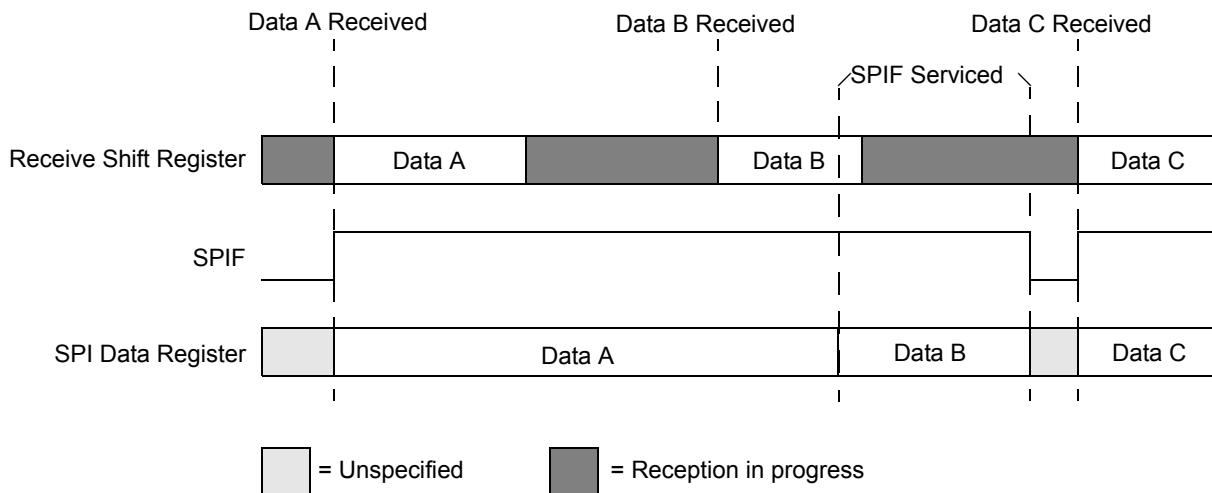 Data A Received
Data B Received
Data C Received
SPIF Serviced
Receive Shift Register
Data A
Data B
Data C
SPIF
SPI Data Register
Data A
Data B
Data C
= Unspecified
= Reception in progress